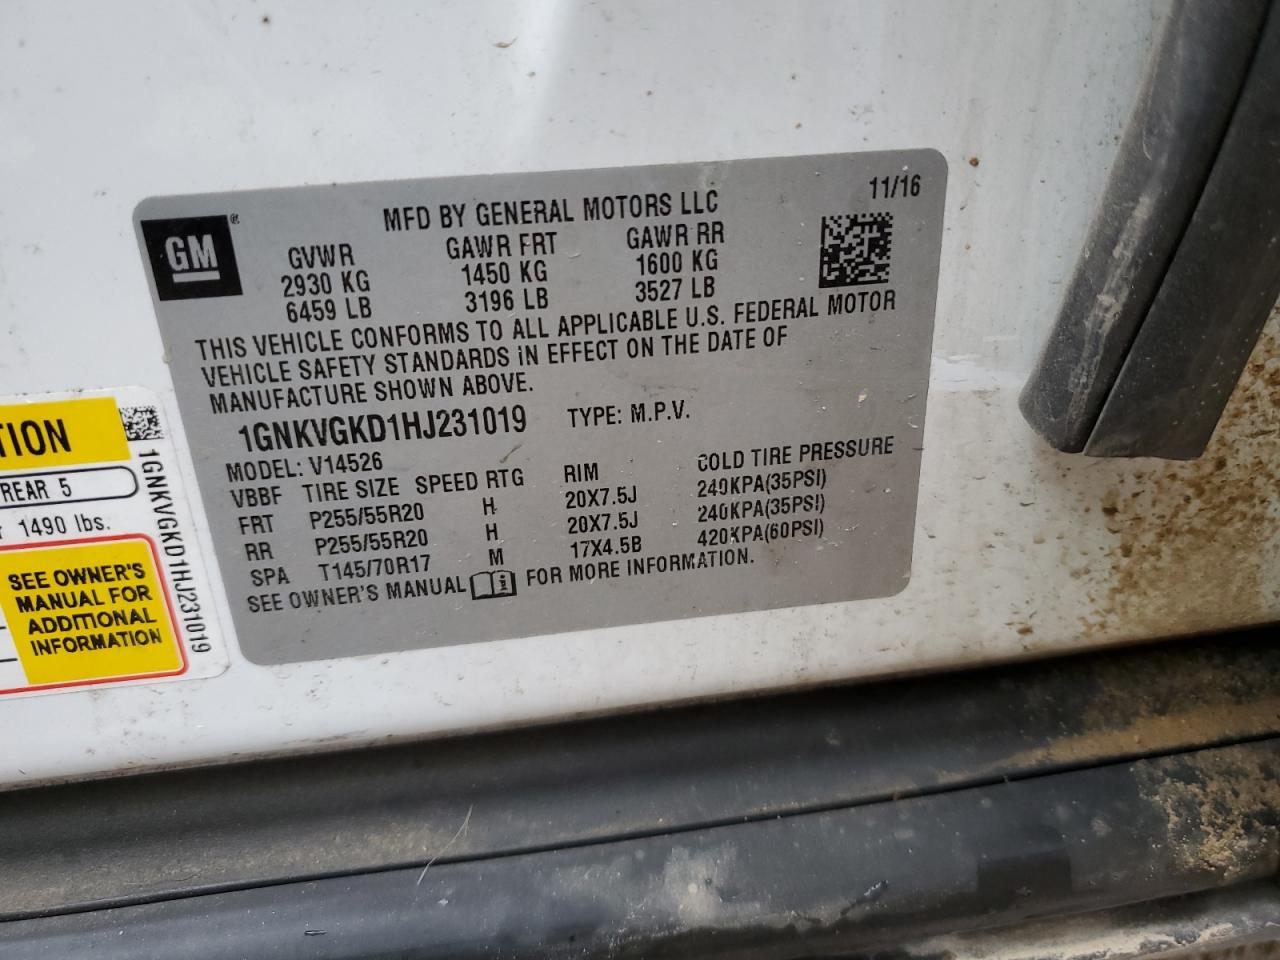 GM ®
MFD BY GENERAL MOTORS LLC
11/16
GVWR GAWR FRT GAWR RR
2930 KG 1450 KG 1600 KG
6459 LB 3196 LB 3527 LB
THIS VEHICLE CONFORMS TO ALL APPLICABLE U.S. FEDERAL MOTOR
VEHICLE SAFETY STANDARDS IN EFFECT ON THE DATE OF
MANUFACTURE SHOWN ABOVE.
1GNKVGKD1HJ231019 TYPE: M.P.V.
MODEL: V14526
VBBF TIRE SIZE SPEED RTG RIM COLD TIRE PRESSURE
FRT P255/55R20 H 20X7.5J 240KPA(35PSI)
RR P255/55R20 H 20X7.5J 240KPA(35PSI)
SPA T145/70R17 M 17X4.5B 420KPA(60PSI)
SEE OWNER'S MANUAL i FOR MORE INFORMATION.
TION
REAR 5
1490 lbs.
SEE OWNER'S
MANUAL FOR
ADDITIONAL
INFORMATION
1GNKVGKD1HJ231019